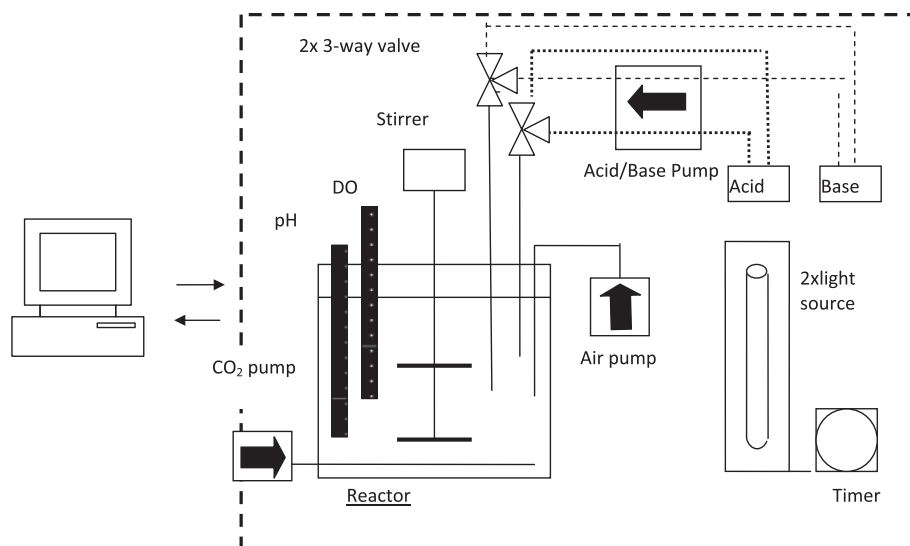 2x 3-way valve
Stirrer
Acid/Base Pump
Acid
Base
DO
pH
2xlight
source
Air pump
CO₂ pump
Reactor
Timer